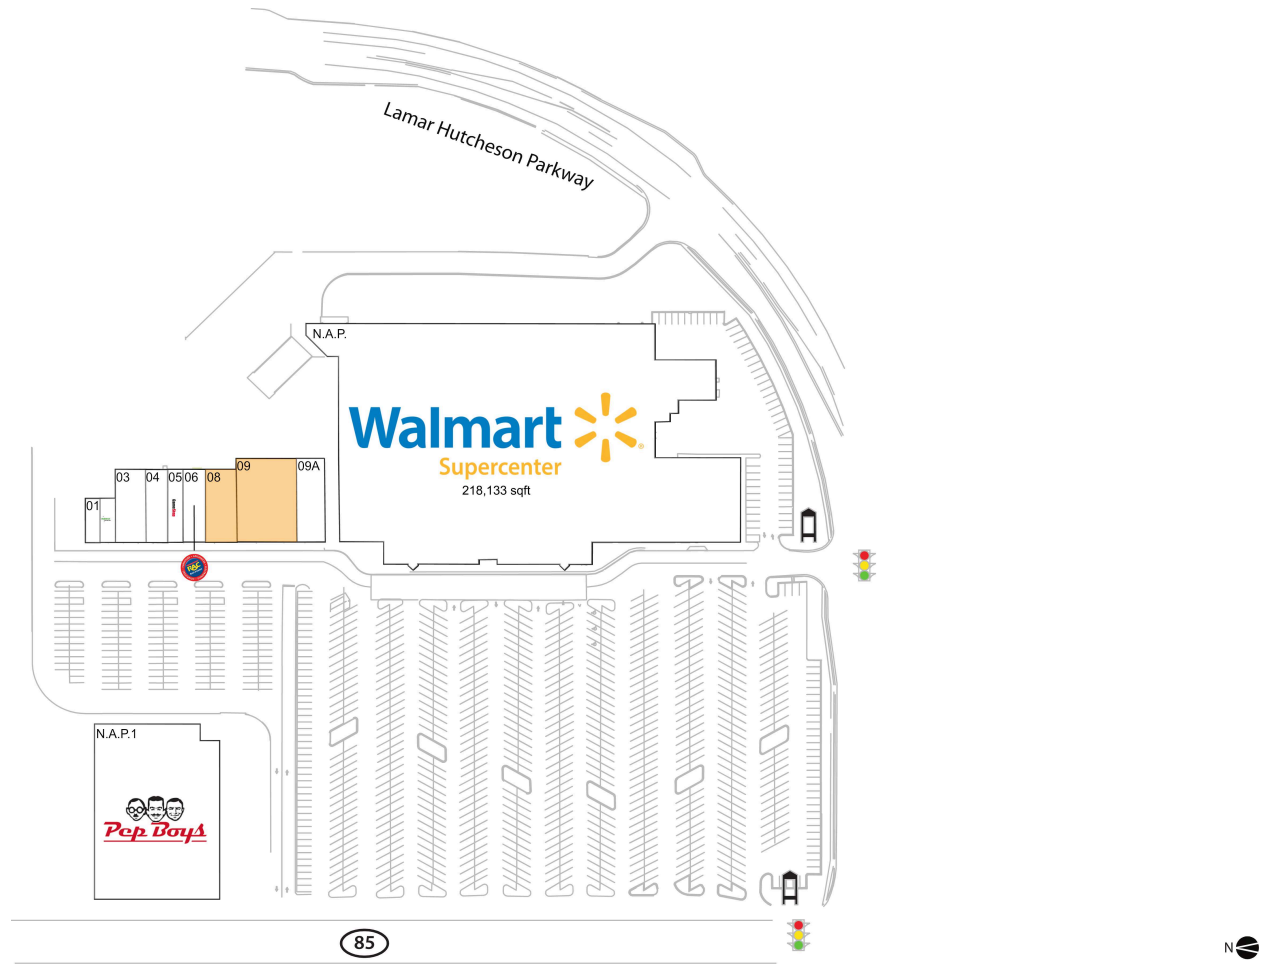 Lamar Hutcheson Parkway
N.A.P.
Walmart
Supercenter
218,133 sqft
09
09A
03
04
05
06
08
01
RAC
N.A.P.1
Pep Boys
85
N